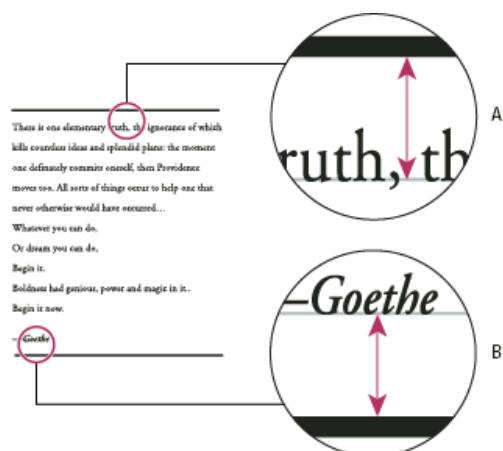 There is one elementary truth, the ignorance of which
kills countless ideas and splendid plans: the moment
one definately commits oneself, then Providence
moves too. All sorts of things occur to help one that
never otherwise would have occurred...
Whatever you can do,
Or dream you can do,
Begin it.
Boldness had genious, power and magic in it..
Begin it now.
–Goethe
ruth, th
A
–Goethe
B